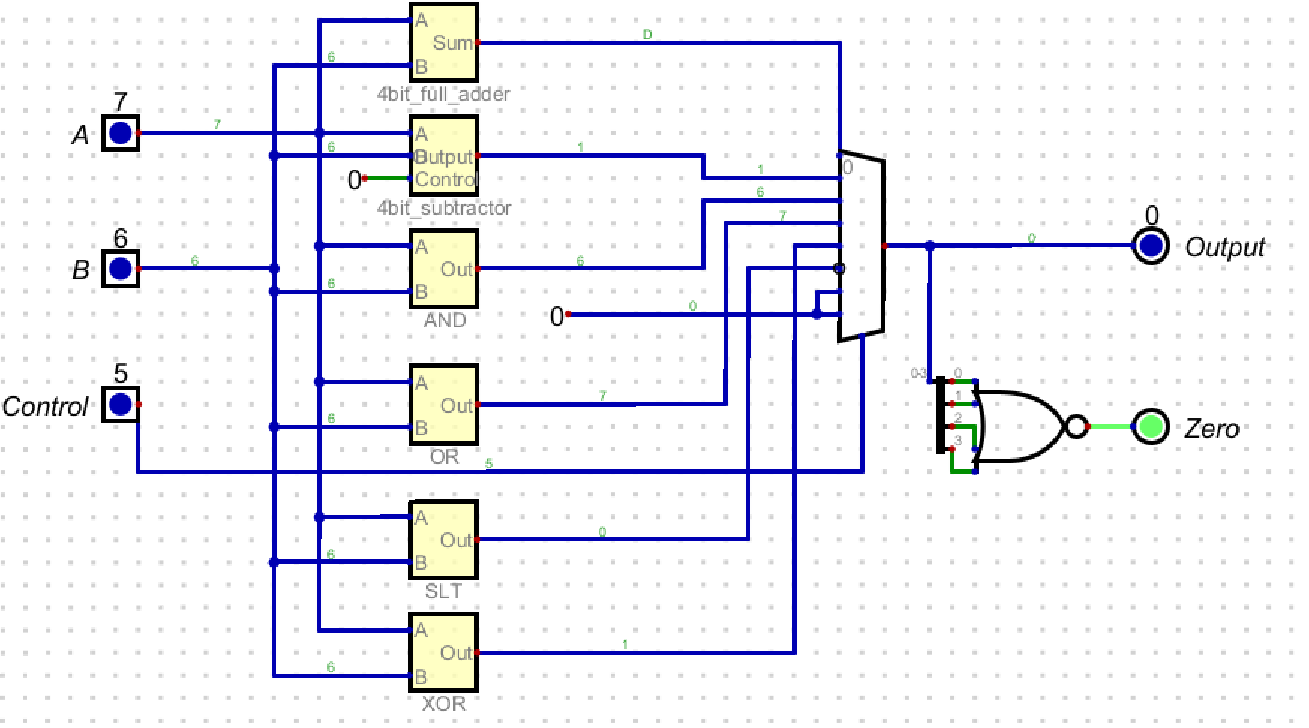 A
Sum
D
6
B
4bit_full_adder
7
A
7
A
6
Output
B
1
0
Control
1
0
4bit_subtractor
6
7
6
B
6
A
Out
6
6
B
AND
0
0
0
0
Output
5
Control
A
Out
7
6
B
OR
5
0-3
0
1
2
3
Zero
A
Out
0
6
B
SLT
A
Out
1
6
B
XOR